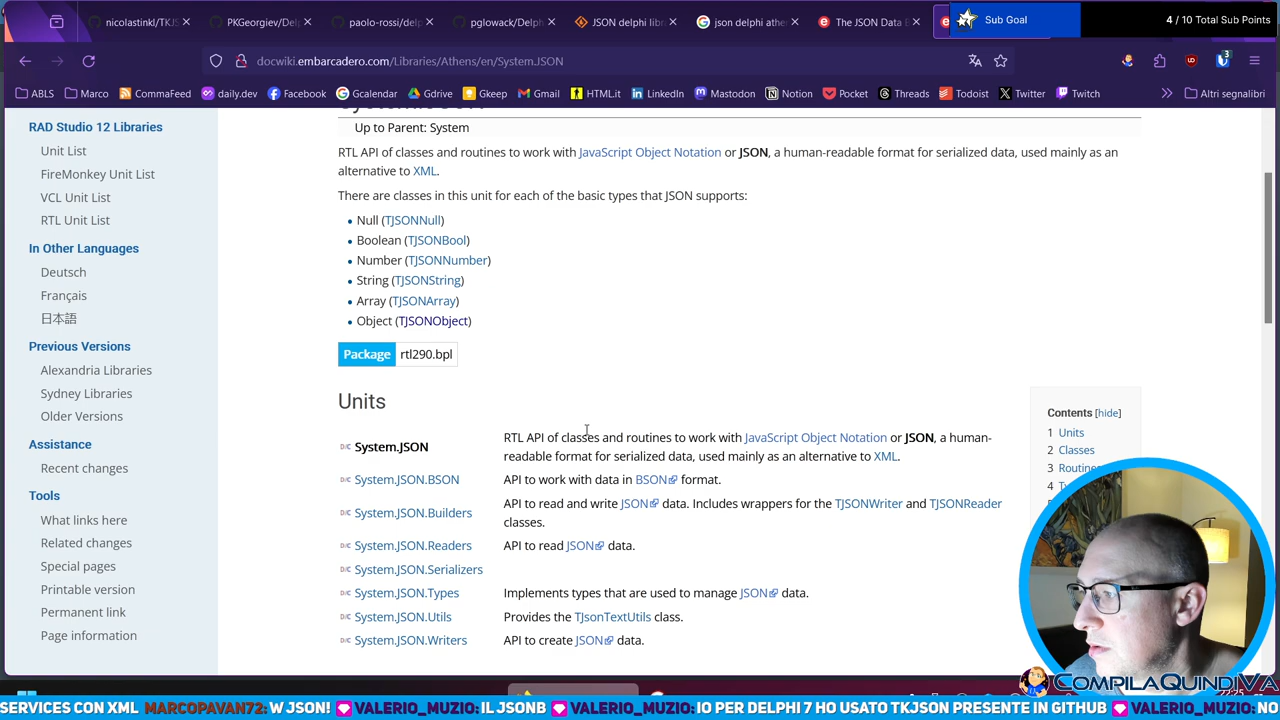 nicolastinkl/TKJS
PKGeorgiev/Del
paolo-rossi/del
pglowack/Delph
JSON delphi libr
json delphi athe
The JSON Data
Sub Goal
4 / 10 Total Sub Points
docwiki.embarcadero.com/Libraries/Athens/en/System.JSON
3
ABLS
Marco
CommaFeed
daily.dev
Facebook
Gcalendar
Gdrive
Gkeep
Gmail
HTML.it
LinkedIn
Mastodon
Notion
Pocket
Threads
Todoist
Twitter
Twitch
Altri segnalibri
RAD Studio 12 Libraries
Unit List
FireMonkey Unit List
VCL Unit List
RTL Unit List
In Other Languages
Deutsch
Français
日本語
Previous Versions
Alexandria Libraries
Sydney Libraries
Older Versions
Assistance
Recent changes
Tools
What links here
Related changes
Special pages
Printable version
Permanent link
Page information
Up to Parent: System
RTL API of classes and routines to work with JavaScript Object Notation or JSON, a human-readable format for serialized data, used mainly as an
alternative to XML.
There are classes in this unit for each of the basic types that JSON supports:
Null (TJSONNull)
Boolean (TJSONBool)
Number (TJSONNumber)
String (TJSONString)
Array (TJSONArray)
Object (TJSONObject)
Package rtl290.bpl
Units
System.JSON RTL API of classes and routines to work with JavaScript Object Notation or JSON, a human-
readable format for serialized data, used mainly as an alternative to XML.
System.JSON.BSON API to work with data in BSON format.
System.JSON.Builders API to read and write JSON data. Includes wrappers for the TJSONWriter and TJSONReader
classes.
System.JSON.Readers API to read JSON data.
System.JSON.Serializers
System.JSON.Types Implements types that are used to manage JSON data.
System.JSON.Utils Provides the TJsonTextUtils class.
System.JSON.Writers API to create JSON data.
Contents [hide]
1 Units
2 Classes
3 Routine
4 T
COMPILAQUINDIVA
SERVICES CON XML MARCOPAVAN72: W JSON! VALERIO_MUZIO: IL JSONB VALERIO_MUZIO: IO PER DELPHI 7 HO USATO TKJSON PRESENTE IN GITHUB VALERIO_MUZIO: NO